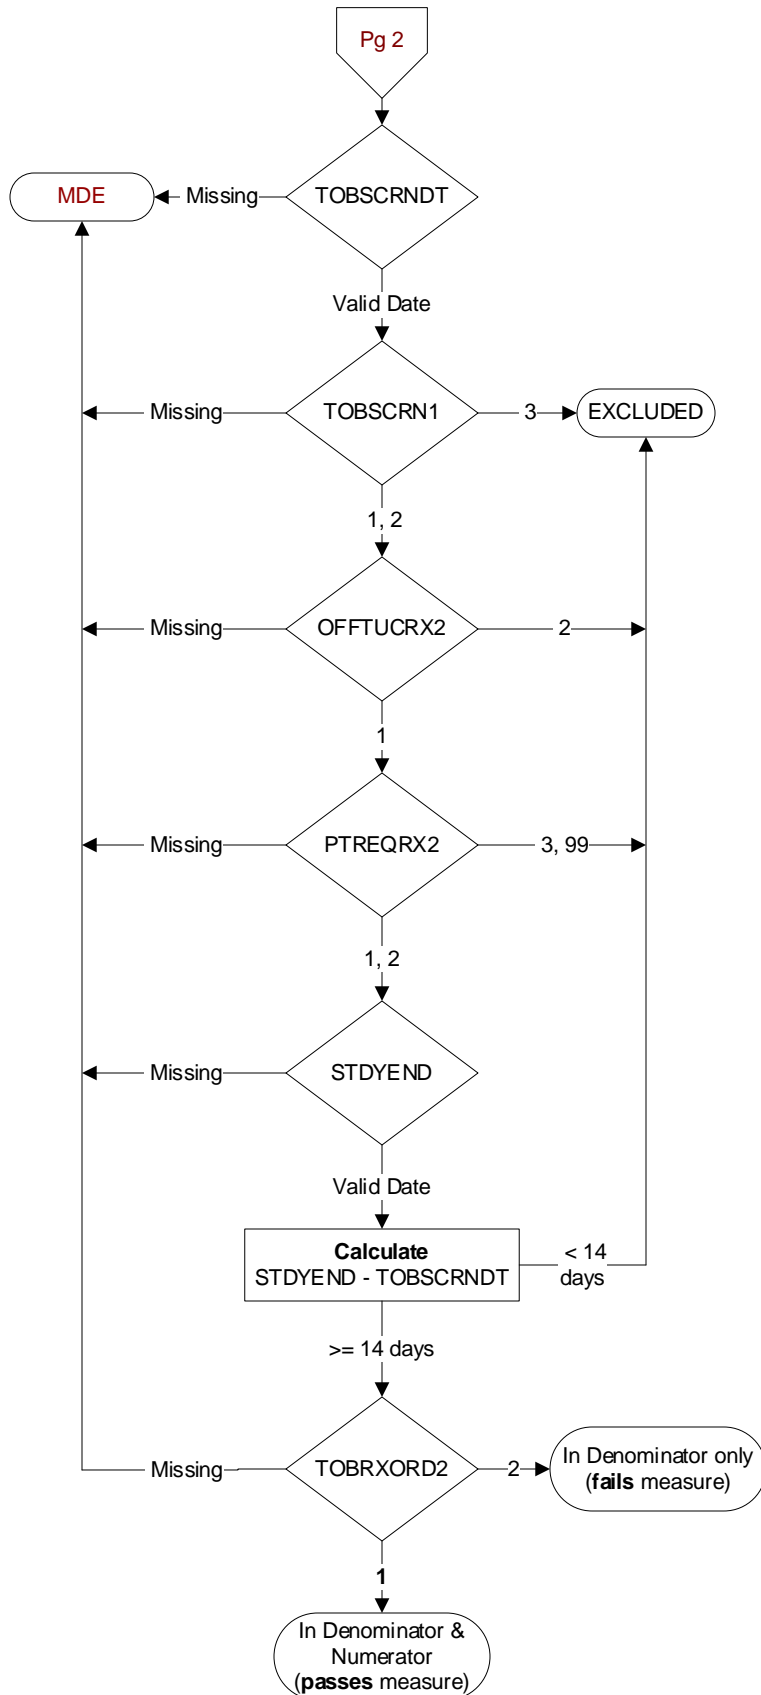 Pg 2
TOBSCRNDT
Missing
MDE
Valid Date
TOBSCRN1
Missing
3
EXCLUDED
1, 2
OFFTUCRX2
Missing
2
1
PTREQRX2
Missing
3, 99
1, 2
STDYEND
Missing
Valid Date
Calculate
STDYEND - TOBSCRNDT
< 14
days
>= 14 days
TOBRXORD2
Missing
2
In Denominator only
(fails measure)
1
In Denominator &
Numerator
(passes measure)